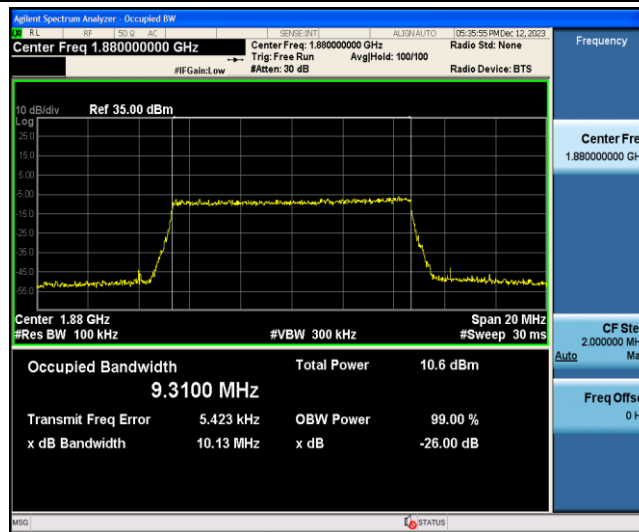 Agilent Spectrum Analyzer - Occupied BW
RL RF 50 Ω AC SENSE:INT ALIGNAUTO 05:35:55 PM Dec 12, 2023
Center Freq 1.880000000 GHz
Center Freq: 1.880000000 GHz
Radio Std: None
Trig: Free Run Avg|Hold: 100/100
#IFGain:Low #Atten: 30 dB Radio Device: BTS
Frequency
10 dB/div Ref 35.00 dBm
Log
25.0
15.0
5.00
-5.00
-15.0
-25.0
-35.0
-45.0
-55.0
Center 1.88 GHz Span 20 MHz
#Res BW 100 kHz #VBW 300 kHz #Sweep 30 ms
Occupied Bandwidth Total Power 10.6 dBm
9.3100 MHz
Transmit Freq Error 5.423 kHz OBW Power 99.00 %
x dB Bandwidth 10.13 MHz x dB -26.00 dB
Center Fre
1.880000000 GH
CF Ste
2.000000 MH
Auto Ma
Freq Offs
0 H
MSG STATUS